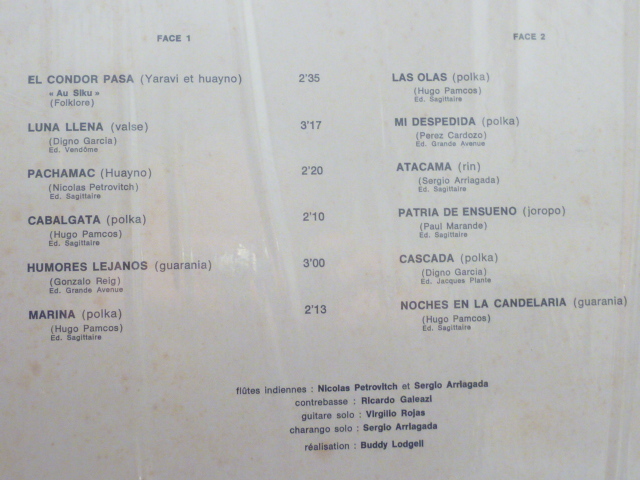 FACE 1
EL CONDOR PASA (Yaravi et huayno) 2'35
« Au Siku »
(Folklore)
LUNA LLENA (valse) 3'17
(Digno Garcia)
Ed. Vendôme
PACHAMAC (Huayno) 2'20
(Nicolas Petrovitch)
Ed. Sagittaire
CABALGATA (polka) 2'10
(Hugo Pamcos)
Ed. Sagittaire
HUMORES LEJANOS (guarania) 3'00
(Gonzalo Reig)
Ed. Grande Avenue
MARINA (polka) 2'13
(Hugo Pamcos)
Ed. Sagittaire
FACE 2
LAS OLAS (polka)
(Hugo Pamcos)
Ed. Sagittaire
MI DESPEDIDA (polka)
(Perez Cardozo)
Ed. Grande Avenue
ATACAMA (rin)
(Sergio Arriagada)
Ed. Sagittaire
PATRIA DE ENSUENO (joropo)
(Paul Marande)
Ed. Sagittaire
CASCADA (polka)
(Digno Garcia)
Ed. Jacques Plante
NOCHES EN LA CANDELARIA (guarania)
(Hugo Pamcos)
Ed. Sagittaire
flûtes indiennes : Nicolas Petrovitch et Sergio Arriagada
contrebasse : Ricardo Galeazi
guitare solo : Virgilio Rojas
charango solo : Sergio Arriagada
réalisation : Buddy Lodgell